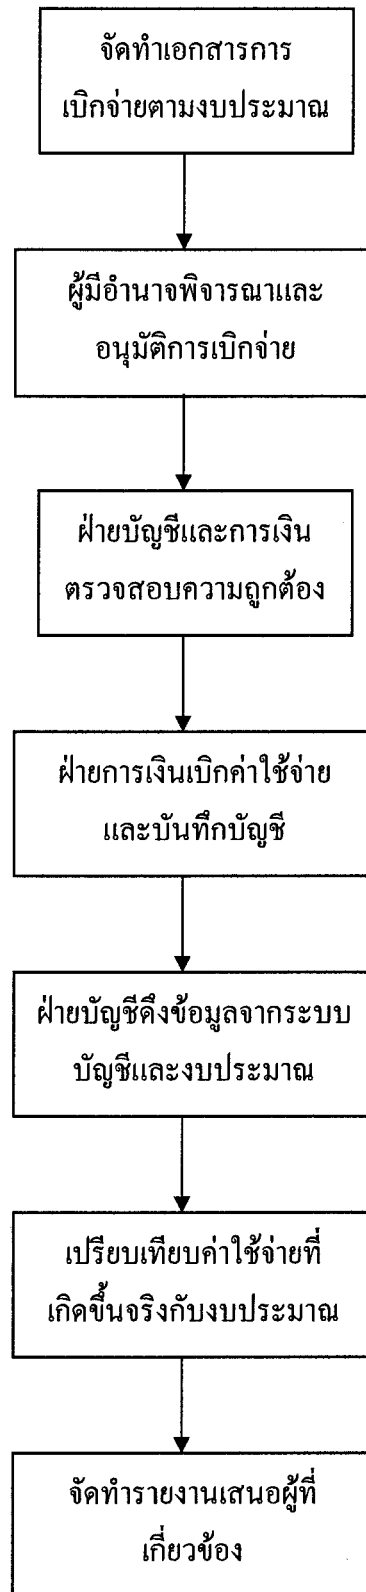 จัดทำเอกสารการ
เบิกจ่ายตามงบประมาณ
ผู้มีอำนาจพิจารณาและ
อนุมัติการเบิกจ่าย
ฝ่ายบัญชีและการเงิน
ตรวจสอบความถูกต้อง
ฝ่ายการเงินเบิกค่าใช้จ่าย
และบันทึกบัญชี
ฝ่ายบัญชีดึงข้อมูลจากระบบ
บัญชีและงบประมาณ
เปรียบเทียบค่าใช้จ่ายที่
เกิดขึ้นจริงกับงบประมาณ
จัดทำรายงานเสนอผู้ที่
เกี่ยวข้อง